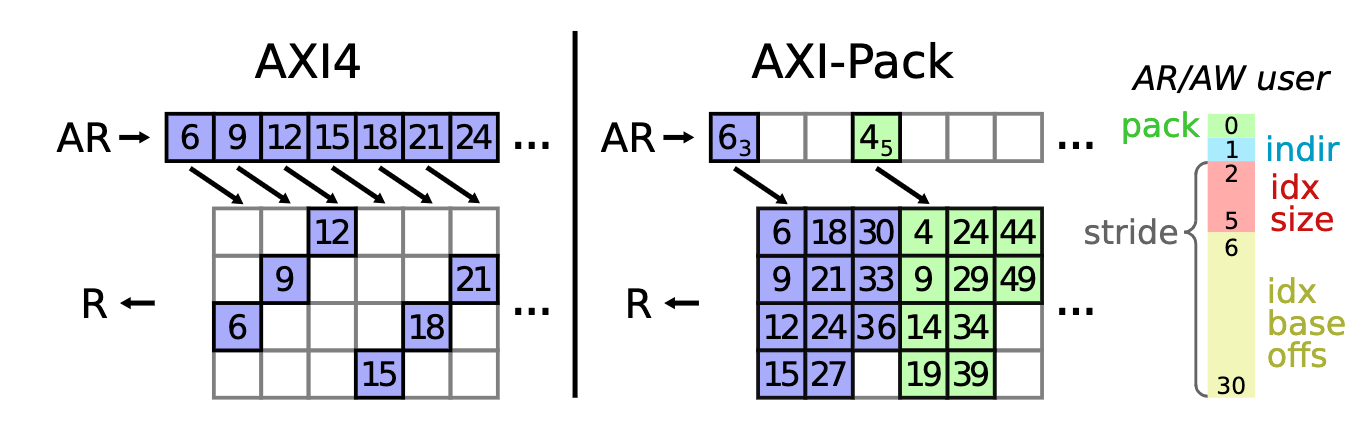 AXI4
AR 6 9 12 15 18 21 24 ...
12
9 21
R 6 18 ...
15
AXI-Pack
AR 6₃ 4₅ ...
6 18 30 4 24 44
9 21 33 9 29 49
R 12 24 36 14 34 ...
15 27 19 39
AR/AW user
pack 0
1 indir
2 idx
stride 5 size
6
idx
base
offs
30